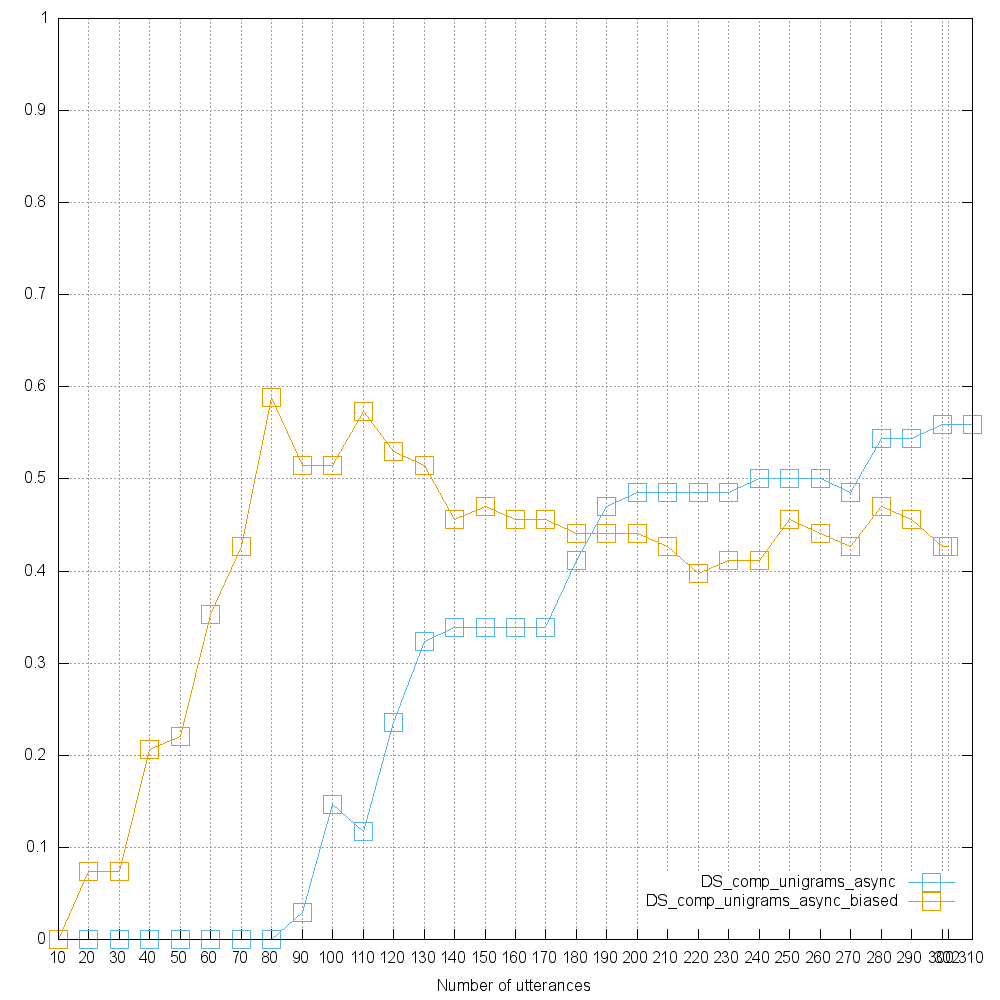 1
0.9
0.8
0.7
0.6
0.5
0.4
0.3
0.2
0.1
0
DS_comp_unigrams_async
DS_comp_unigrams_async_biased
10 20 30 40 50 60 70 80 90 100 110 120 130 140 150 160 170 180 190 200 210 220 230 240 250 260 270 280 290 300 302 310
Number of utterances